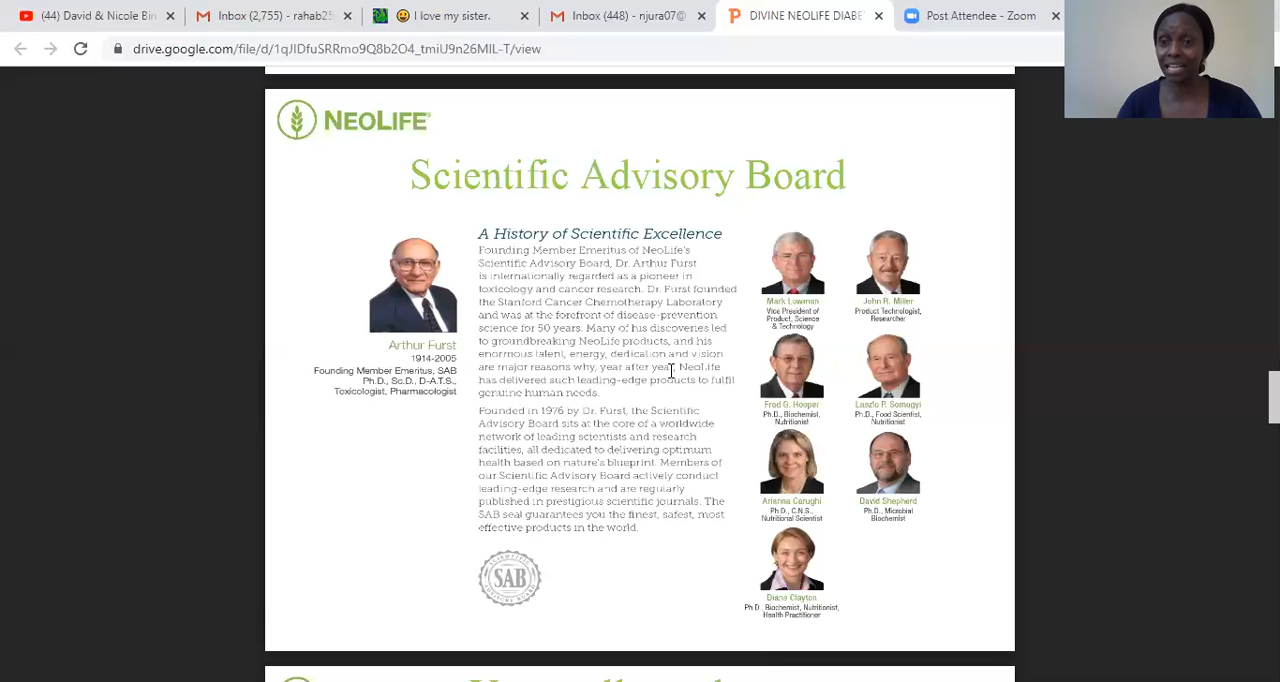 (44) David & Nicole Bin
Inbox (2,755) - rahab25
I love my sister.
Inbox (448) - njura07@
DIVINE NEOLIFE DIABE
Post Attendee - Zoom
drive.google.com/file/d/1qJIDfuSRRmo9Q8b2O4_tmiU9n26MIL-T/view
NEOLIFE
Scientific Advisory Board
Arthur Furst
1914-2005
Founding Member Emeritus, SAB
Ph.D., Sc.D., D-A.T.S.,
Toxicologist, Pharmacologist
A History of Scientific Excellence
Founding Member Emeritus of NeoLife's
Scientific Advisory Board, Dr. Arthur Furst
is internationally regarded as a pioneer in
toxicology and cancer research. Dr. Furst founded
the Stanford Cancer Chemotherapy Laboratory
and was at the forefront of disease-prevention
science for 50 years. Many of his discoveries led
to groundbreaking NeoLife products, and his
enormous talent, energy, dedication and vision
are major reasons why, year after year, NeoLife
has delivered such leading-edge products to fulfil
genuine human needs.
Founded in 1976 by Dr. Furst, the Scientific
Advisory Board sits at the core of a worldwide
network of leading scientists and research
facilities, all dedicated to delivering optimum
health based on nature's blueprint. Members of
our Scientific Advisory Board actively conduct
leading-edge research and are regularly
published in prestigious scientific journals. The
SAB seal guarantees you the finest, safest, most
effective products in the world.
SCIENTIFIC
SAB
ADVISORY BOARD
Mark Lowman
Vice President of
Product, Science
& Technology
John R. Miller
Product Technologist,
Researcher
Fred G. Hooper
Ph.D., Biochemist,
Nutritionist
Laszlo P. Somogyi
Ph.D., Food Scientist,
Nutritionist
Arianna Carughi
Ph.D., C.N.S.,
Nutritional Scientist
David Shepherd
Ph.D., Microbial
Biochemist
Diane Clayton
Ph.D., Biochemist, Nutritionist,
Health Practitioner